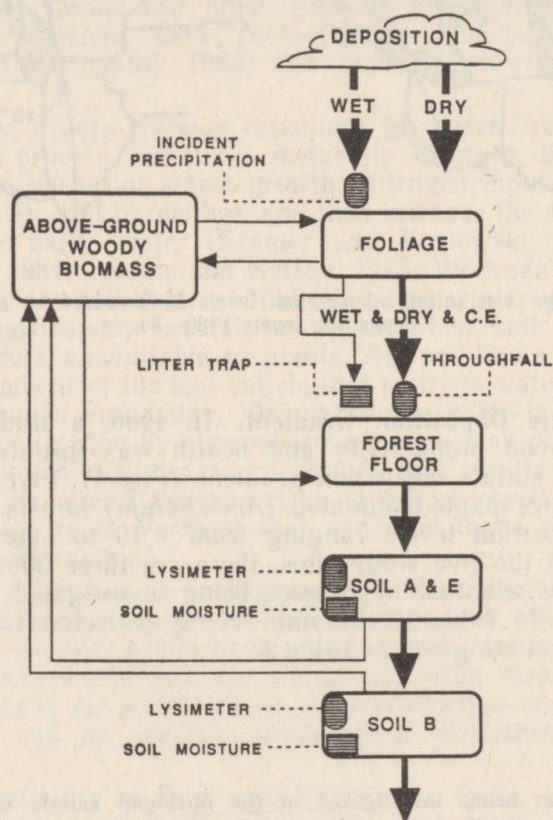 DEPOSITION
WET
DRY
INCIDENT
PRECIPITATION
ABOVE-GROUND
WOODY
BIOMASS
FOLIAGE
WET & DRY & C.E.
LITTER TRAP
THROUGHFALL
FOREST
FLOOR
LYSIMETER
SOIL MOISTURE
SOIL A & E
LYSIMETER
SOIL MOISTURE
SOIL B